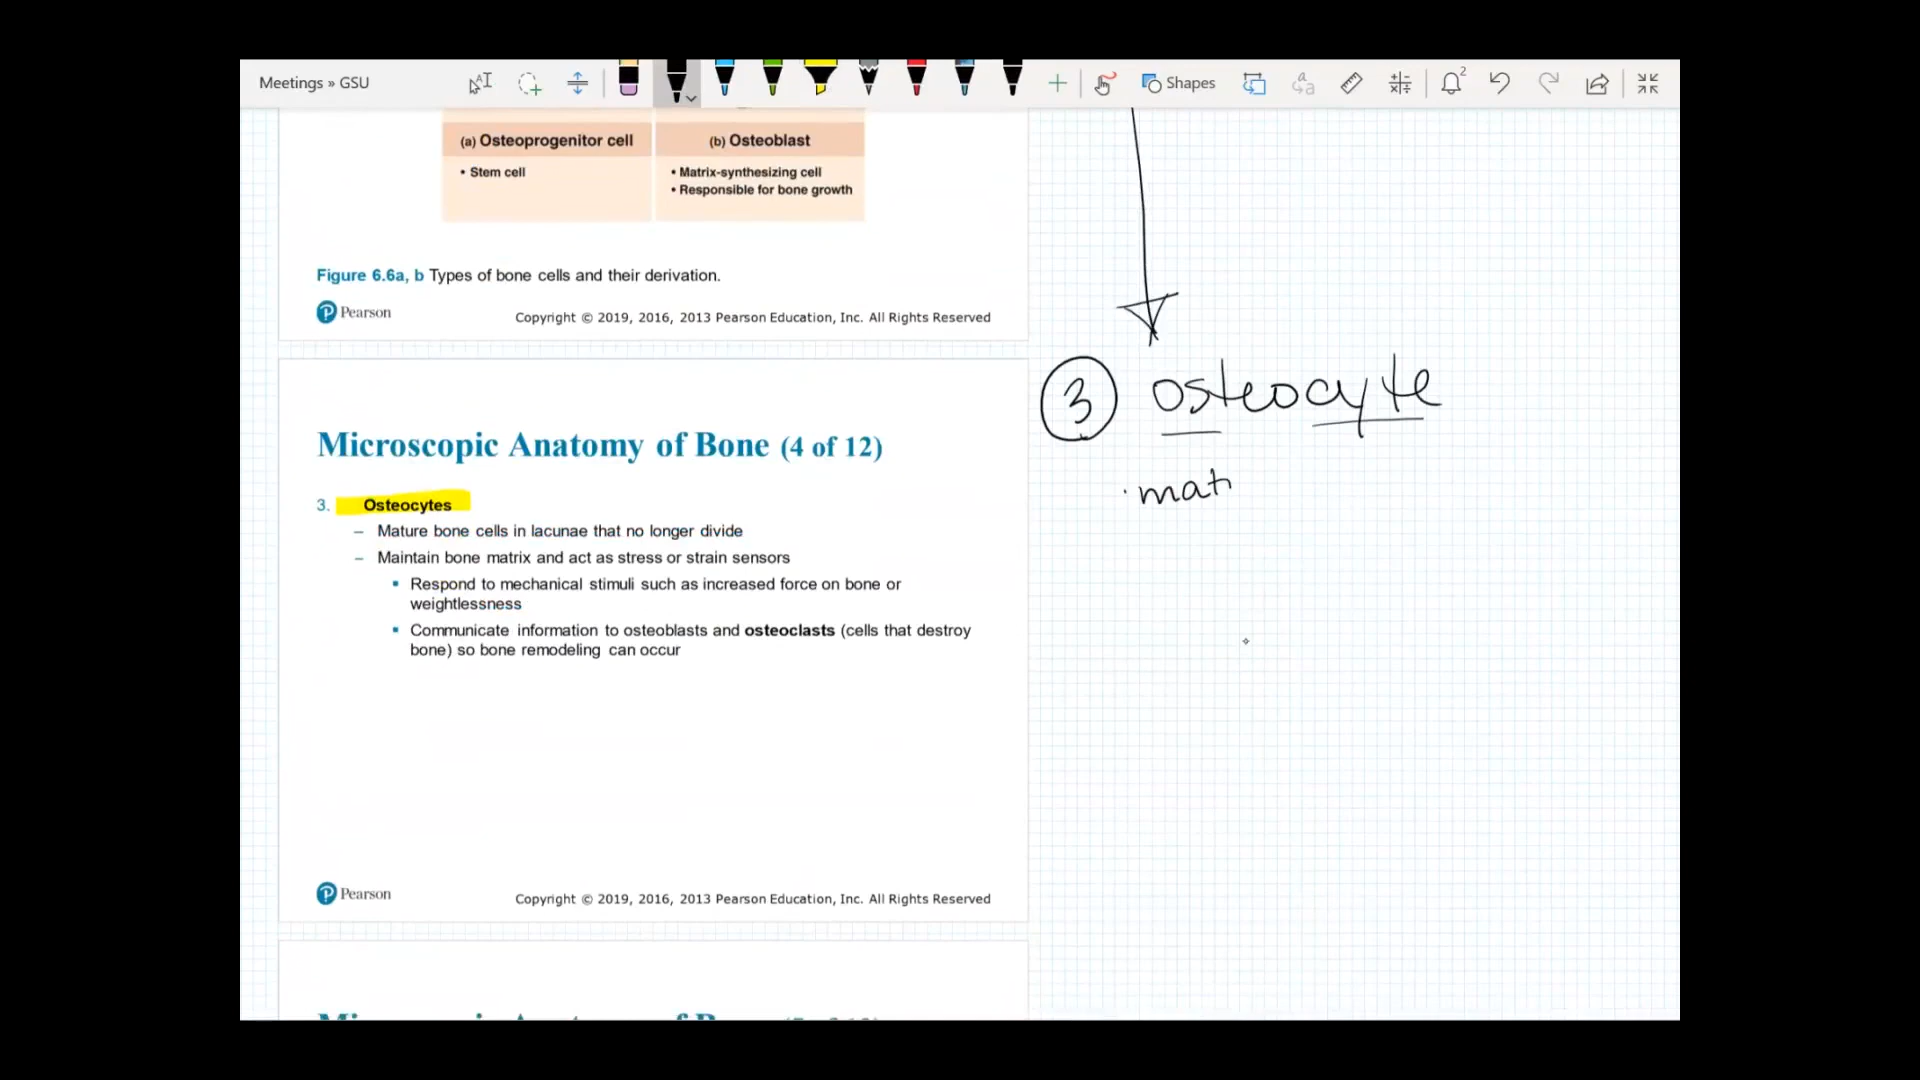 Meetings » GSU
Shapes
2
(a) Osteoprogenitor cell
• Stem cell
(b) Osteoblast
• Matrix-synthesizing cell
• Responsible for bone growth
Figure 6.6a, b Types of bone cells and their derivation.
Pearson
Copyright © 2019, 2016, 2013 Pearson Education, Inc. All Rights Reserved
Microscopic Anatomy of Bone (4 of 12)
3. Osteocytes
– Mature bone cells in lacunae that no longer divide
– Maintain bone matrix and act as stress or strain sensors
▪ Respond to mechanical stimuli such as increased force on bone or
weightlessness
▪ Communicate information to osteoblasts and osteoclasts (cells that destroy
bone) so bone remodeling can occur
Pearson
Copyright © 2019, 2016, 2013 Pearson Education, Inc. All Rights Reserved
3 osteocyte
· mat